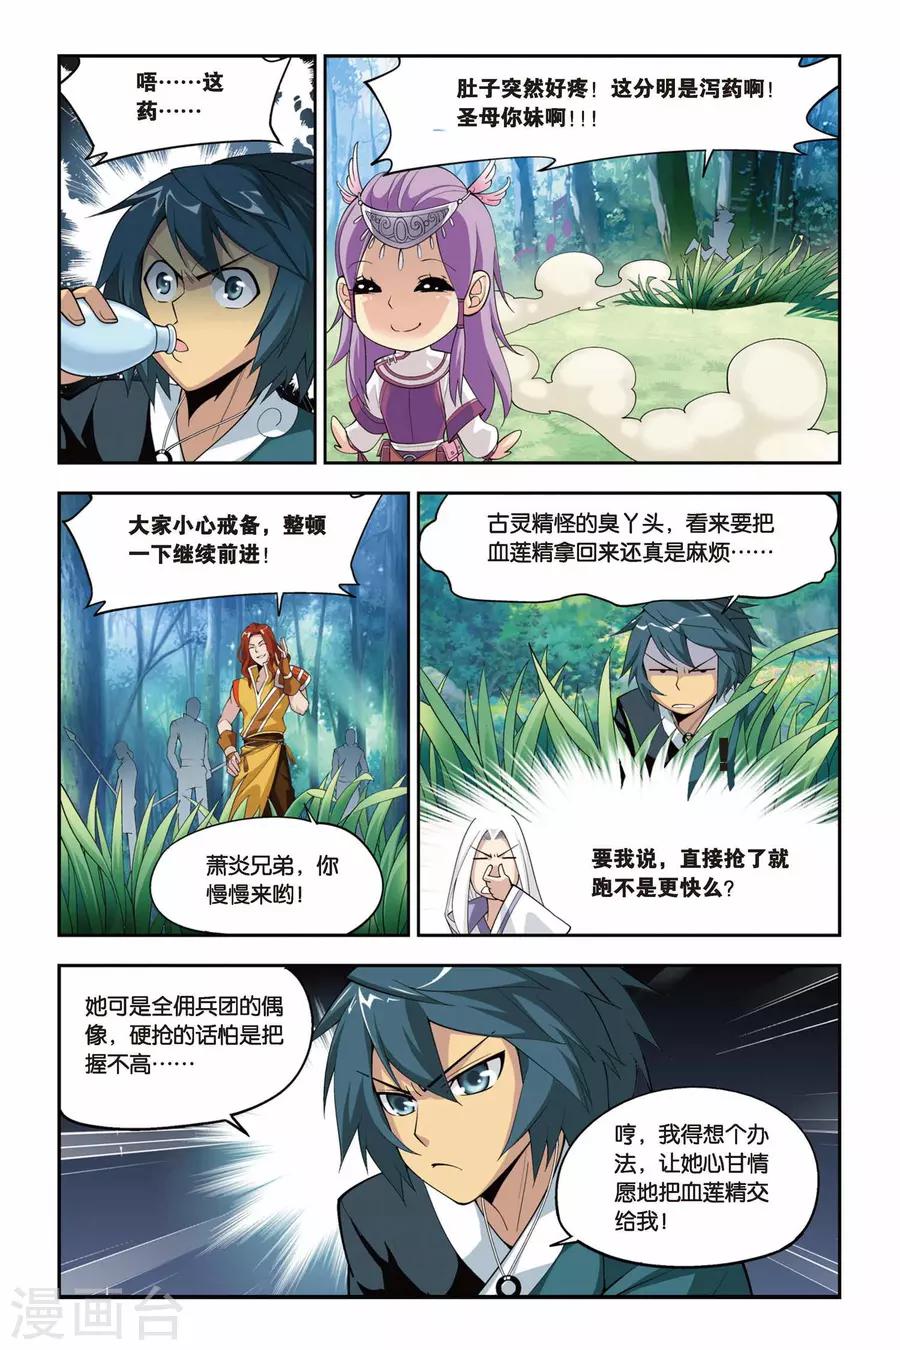 唔……这
药……
肚子突然好疼！这分明是泻药啊！
圣母你妹啊!!!
大家小心戒备，整顿
一下继续前进！
萧炎兄弟，你
慢慢来哟！
古灵精怪的臭丫头，看来要把
血莲精拿回来还真是麻烦……
！
要我说，直接抢了就
跑不是更快么？
她可是全佣兵团的偶
像，硬抢的话怕是把
握不高……
哼，我得想个办
法，让她心甘情
愿地把血莲精交
给我！
漫画台